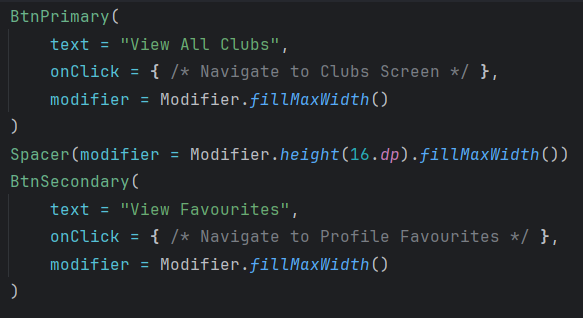 BtnPrimary(
    text = "View All Clubs",
    onClick = { /* Navigate to Clubs Screen */ },
    modifier = Modifier.fillMaxWidth()
)
Spacer(modifier = Modifier.height(16.dp).fillMaxWidth())
BtnSecondary(
    text = "View Favourites",
    onClick = { /* Navigate to Profile Favourites */ },
    modifier = Modifier.fillMaxWidth()
)